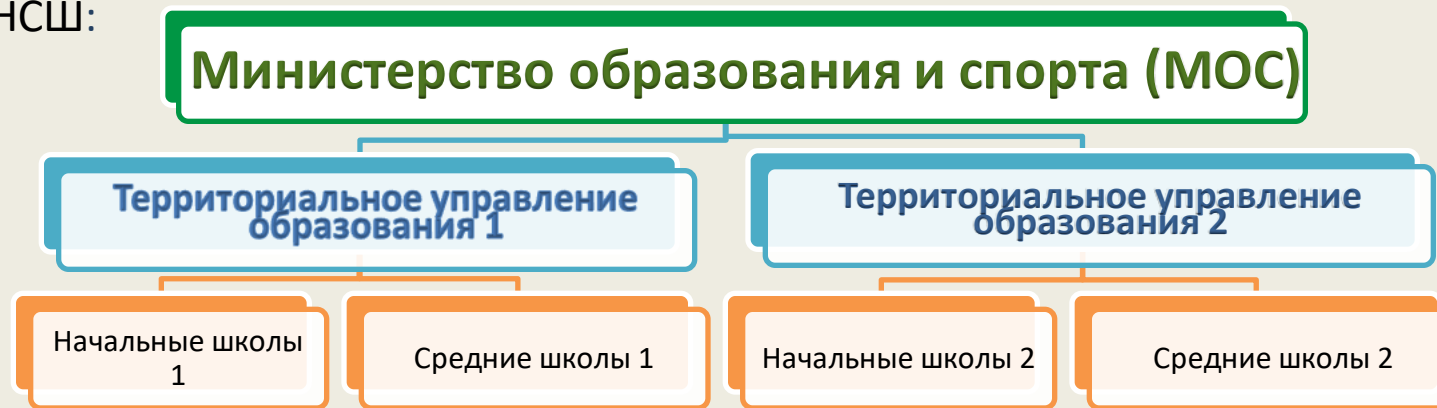 НСШ:
Министерство образования и спорта (МОС)
Территориальное управление
образования 1
Территориальное управление
образования 2
Начальные школы
1
Средние школы 1
Начальные школы 2
Средние школы 2